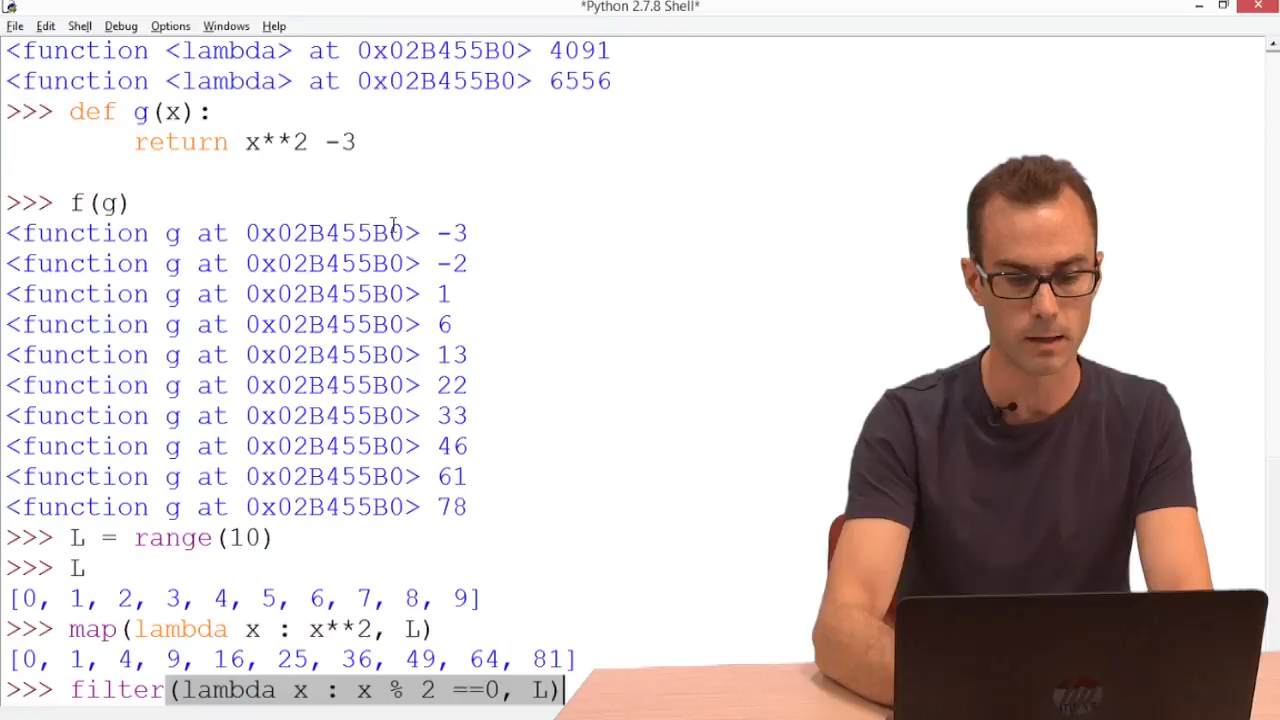 *Python 2.7.8 Shell*
File Edit Shell Debug Options Windows Help
<function <lambda> at 0x02B455B0> 4091
<function <lambda> at 0x02B455B0> 6556
>>> def g(x):
        return x**2 -3
>>> f(g)
<function g at 0x02B455B0> -3
<function g at 0x02B455B0> -2
<function g at 0x02B455B0> 1
<function g at 0x02B455B0> 6
<function g at 0x02B455B0> 13
<function g at 0x02B455B0> 22
<function g at 0x02B455B0> 33
<function g at 0x02B455B0> 46
<function g at 0x02B455B0> 61
<function g at 0x02B455B0> 78
>>> L = range(10)
>>> L
[0, 1, 2, 3, 4, 5, 6, 7, 8, 9]
>>> map(lambda x : x**2, L)
[0, 1, 4, 9, 16, 25, 36, 49, 64, 81]
>>> filter(lambda x : x % 2 ==0, L)